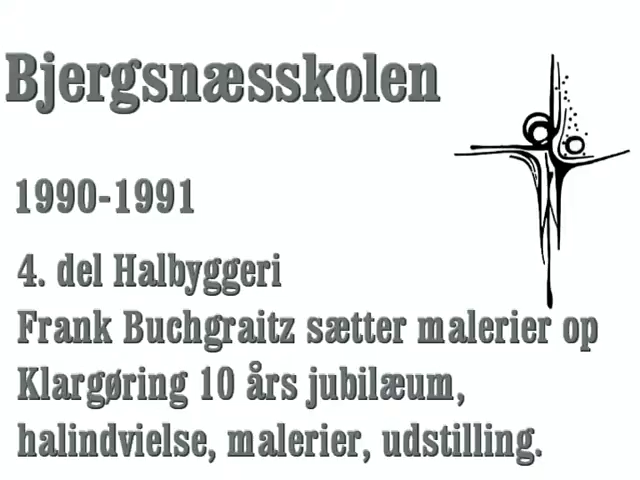 Bjergsnæsskolen
1990-1991
4. del Halbyggeri
Frank Buchgraitz sætter malerier op
Klargøring 10 års jubilæum,
halindvielse, malerier, udstilling.